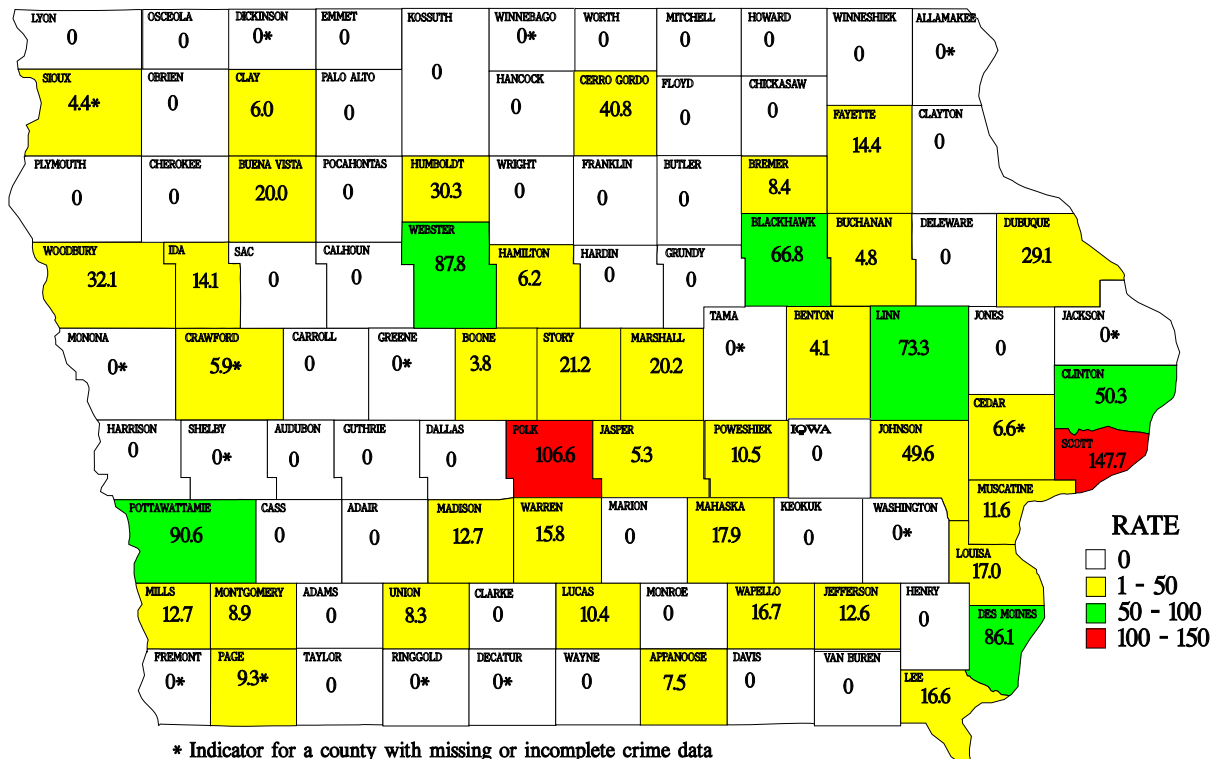 LYON OSCEOLA DICKINSON EMMET KOSSUTH WINNEBAGO WORTH MITCHELL HOWARD WINNESHIEK ALLAMAKEE
0 0 0* 0 0 0* 0 0 0 0 0*
SIOUX OBRIEN CLAY PALO ALTO HANCOCK CERRO GORDO FLOYD CHICKASAW
4.4* 0 6.0 0 0 40.8 0 0
FAYETTE CLAYTON
14.4 0
PLYMOUTH CHEROKEE BUENA VISTA POCAHONTAS HUMBOLDT WRIGHT FRANKLIN BUTLER BREMER
0 0 20.0 0 30.3 0 0 0 8.4
WEBSTER BLACKHAWK BUCHANAN DELEWARE DUBUQUE
87.8 66.8 4.8 0 29.1
WOODBURY IDA SAC CALHOUN HAMILTON HARDIN GRUNDY
32.1 14.1 0 0 6.2 0 0
TAMA BENTON LINN JONES JACKSON
0* 4.1 73.3 0 0*
MONONA CRAWFORD CARROLL GREENE BOONE STORY MARSHALL
0* 5.9* 0 0* 3.8 21.2 20.2
CLINTON
50.3
CEDAR
6.6*
HARRISON SHELBY AUDUBON GUTHRIE DALLAS POLK JASPER POWESHIEK IOWA JOHNSON SCOTT
0 0* 0 0 0 106.6 5.3 10.5 0 49.6 147.7
MUSCATINE
11.6
POTTAWATTAMIE CASS ADAIR MADISON WARREN MARION MAHASKA KEOKUK WASHINGTON
90.6 0 0 12.7 15.8 0 17.9 0 0*
LOUISA
17.0
MILLS MONTGOMERY ADAMS UNION CLARKE LUCAS MONROE WAPELLO JEFFERSON HENRY
12.7 8.9 0 8.3 0 10.4 0 16.7 12.6 0
DES MOINES
86.1
FREMONT PAGE TAYLOR RINGGOLD DECATUR WAYNE APPANOOSE DAVIS VAN BUREN
0* 9.3* 0 0* 0* 0 7.5 0 0
LEE
16.6
RATE
0
1 - 50
50 - 100
100 - 150
* Indicator for a county with missing or incomplete crime data